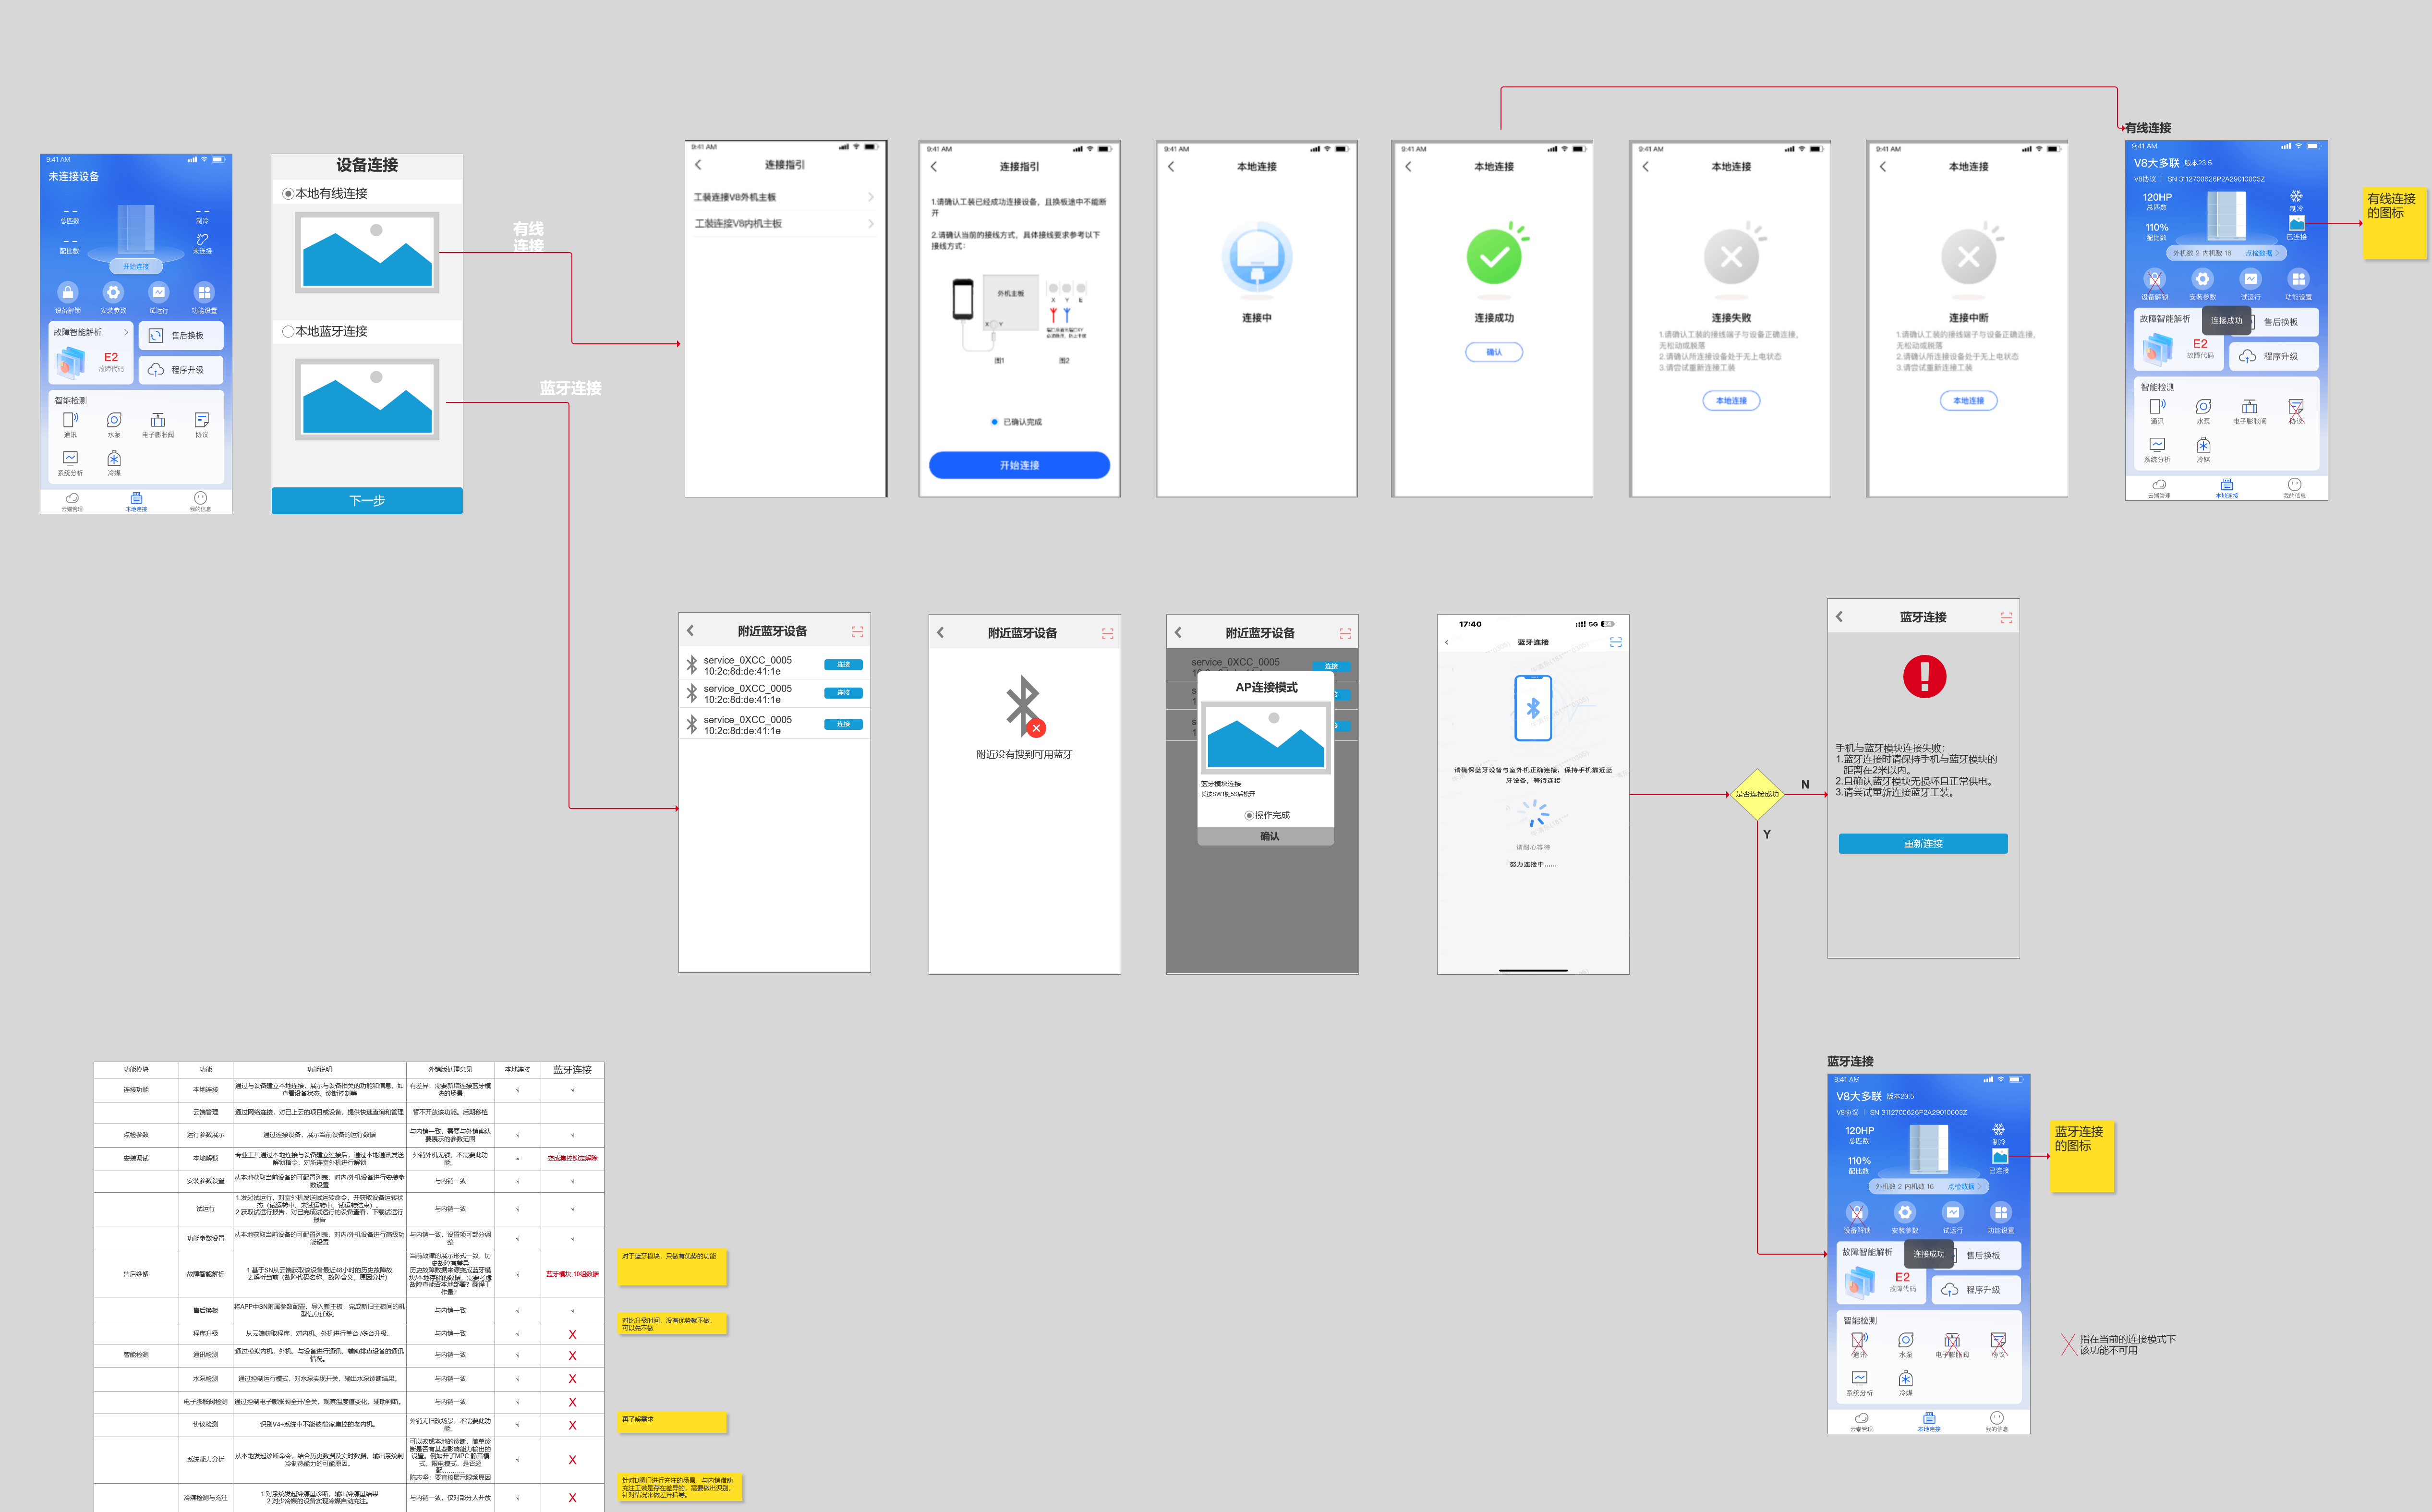 9:41 AM
未连接设备
总匹数
制冷
配比数
未连接
开始连接
设备解锁
安装参数
试运行
功能设置
故障智能解析
E2
故障代码
售后换板
程序升级
智能检测
通讯
水泵
电子膨胀阀
协议
系统分析
冷媒
云端管理
本地连接
我的信息
设备连接
本地有线连接
本地蓝牙连接
下一步
有线
连接
蓝牙连接
9:41 AM
连接指引
工装连接V8外机主板
工装连接V8内机主板
9:41 AM
连接指引
1.请确认工装已经成功连接设备,且换板途中不能断
开
2.请确认当前的接线方式,具体接线要求参考以下
接线方式:
外机主板
X Y
X Y E
图1
图2
已确认完成
开始连接
9:41 AM
本地连接
连接中
9:41 AM
本地连接
连接成功
确认
9:41 AM
本地连接
连接失败
1.请确认工装的接线端子与设备正确连接,
无松动或脱落
2.请确认所连接设备处于无上电状态
3.请尝试重新连接工装
本地连接
9:41 AM
本地连接
连接中断
1.请确认工装的接线端子与设备正确连接,
无松动或脱落
2.请确认所连接设备处于无上电状态
3.请尝试重新连接工装
本地连接
有线连接
9:41 AM
V8大多联 版本23.5
V8协议 | SN 3112700626P2A29010003Z
120HP
总匹数
制冷
110%
配比数
已连接
外机数 2 内机数 16 点检数据
设备解锁
安装参数
试运行
功能设置
故障智能解析
连接成功
售后换板
E2
故障代码
程序升级
智能检测
通讯
水泵
电子膨胀阀
协议
系统分析
冷媒
云端管理
本地连接
我的信息
有线连接
的图标
附近蓝牙设备
service_0XCC_0005
10:2c:8d:de:41:1e
连接
service_0XCC_0005
10:2c:8d:de:41:1e
连接
service_0XCC_0005
10:2c:8d:de:41:1e
连接
附近蓝牙设备
附近没有搜到可用蓝牙
附近蓝牙设备
service_0XCC_0005
连接
AP连接模式
蓝牙模块连接
长按SW1键5S后松开
操作完成
确认
17:40
5G
蓝牙连接
请确保蓝牙设备与室外机正确连接,保持手机靠近蓝
牙设备,等待连接
请耐心等待
努力连接中......
是否连接成功
N
Y
蓝牙连接
手机与蓝牙模块连接失败:
1.蓝牙连接时请保持手机与蓝牙模块的
距离在2米以内。
2.且确认蓝牙模块无损坏且正常供电。
3.请尝试重新连接蓝牙工装。
重新连接
蓝牙连接
9:41 AM
V8大多联 版本23.5
V8协议 | SN 3112700626P2A29010003Z
120HP
总匹数
制冷
110%
配比数
已连接
外机数 2 内机数 16 点检数据
设备解锁
安装参数
试运行
功能设置
故障智能解析
连接成功
售后换板
E2
故障代码
程序升级
智能检测
通讯
水泵
电子膨胀阀
协议
系统分析
冷媒
云端管理
本地连接
我的信息
蓝牙连接
的图标
指在当前的连接模式下
该功能不可用
功能模块 功能 功能说明 外销版处理意见 本地连接 蓝牙连接
连接功能 本地连接 通过与设备建立本地连接,展示与设备相关的功能和信息,如
查看设备状态、诊断控制等
有差异,需要新增连接蓝牙模
块的场景
√ √
云端管理 通过网络连接,对已上云的项目或设备,提供快速查询和管理 暂不开放该功能。后期移植
点检参数 运行参数展示 通过连接设备,展示当前设备的运行数据
与内销一致,需要与外销确认
要展示的参数范围
√ √
安装调试 本地解锁 专业工具通过本地连接与设备建立连接后,通过本地通讯发送
解锁指令,对所连室外机进行解锁
外销外机无锁,不需要此功
能。
× 变成集控锁定解除
安装参数设置 从本地获取当前设备的可配置列表,对内/外机设备进行安装参
数设置
与内销一致 √ √
试运行 1.发起试运行,对室外机发送试运转命令,并获取设备运转状
态(试运转中,未试运转中,试运转结束)。
2.获取试运行报告,对已完成试运行的设备查看,下载试运行
报告
与内销一致 √ √
功能参数设置 从本地获取当前设备的可配置列表,对内/外机设备进行高级功
能设置
与内销一致,设置项可部分调
整
√ √
售后维修 故障智能解析 1.基于SN从云端获取该设备最近48小时的历史故障故
2.解析当前(故障代码名称、故障含义、原因分析)
当前故障的展示形式一致,历
史故障有差异
历史故障数据来源变成蓝牙模
块/本地存储的数据,需要考虑
故障查能否本地部署?翻译工
作量?
√ 蓝牙模块,10组数据
售后换板 将APP中SN附属参数配置,导入新主板,完成新旧主板间的机
型信息迁移。
与内销一致 √ √
程序升级 从云端获取程序,对内机、外机进行单台 /多台升级。 与内销一致 √ X
智能检测 通讯检测 通过模拟内机、外机、与设备进行通讯,辅助排查设备的通讯
情况。
与内销一致 √ X
水泵检测 通过控制运行模式,对水泵实现开关,输出水泵诊断结果。 与内销一致 √ X
电子膨胀阀检测 通过控制电子膨胀阀全开/全关,观察温度值变化,辅助判断。 与内销一致 √ X
协议检测 识别V4+系统中不能被i管家集控的老内机。
外销无旧改场景,不需要此功
能。
√ X
系统能力分析 从本地发起诊断命令,结合历史数据及实时数据,输出系统制
冷制热能力的可能原因。
可以改成本地的诊断,简单诊
断是否有某些影响能力输出的
设置。例如开了MPC,静音模
式、限电模式、是否超
配......
陈志坚:要直接展示限频原因
√ X
冷媒检测与充注 1.对系统发起冷媒量诊断,输出冷媒量结果
2.对少冷媒的设备实现冷媒自动充注。
与内销一致,仅对部分人开放 √ X
对于蓝牙模块,只做有优势的功能
对比升级时间,没有优势就不做,
可以先不做
再了解需求
针对D阀门进行充注的场景,与内销借助
充注工装是存在差异的,需要做出识别,
针对情况来做差异指导。